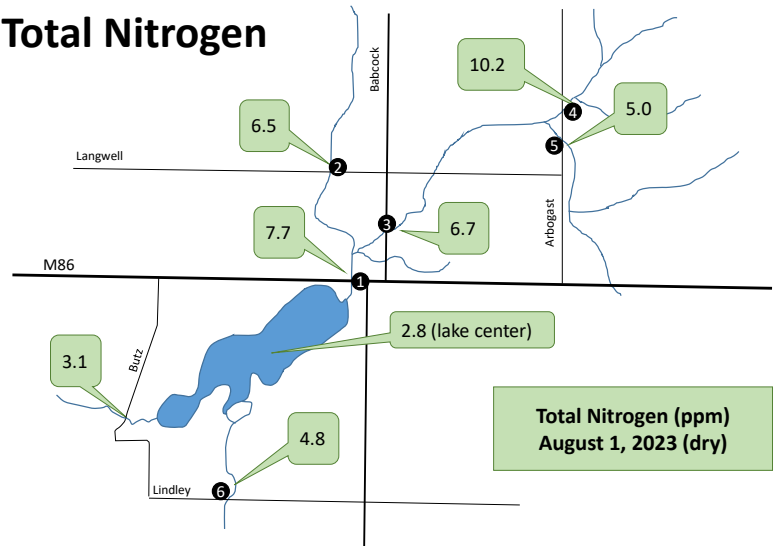 Total Nitrogen
Babcock
10.2
5.0
4
6.5
5
Langwell
2
Arbogast
3
6.7
7.7
M86
1
2.8 (lake center)
Butz
3.1
Total Nitrogen (ppm)
August 1, 2023 (dry)
4.8
Lindley
6